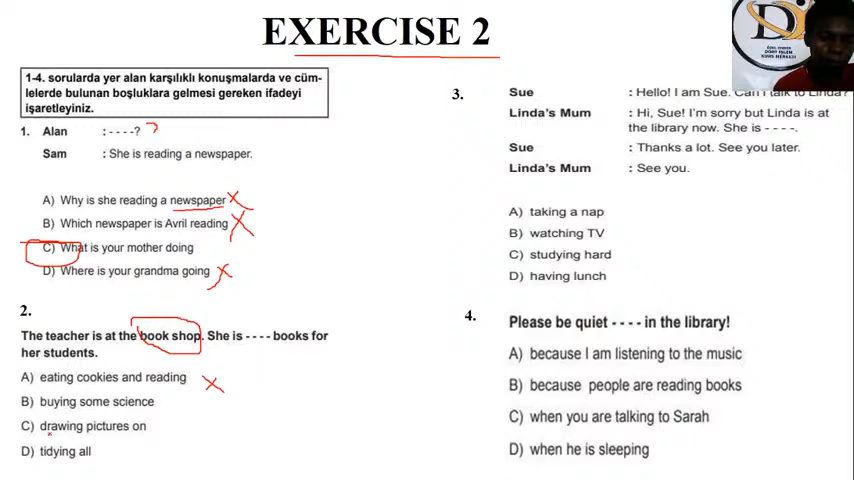 EXERCISE 2
1-4. sorularda yer alan karşılıklı konuşmalarda ve cüm-
lelerde bulunan boşluklara gelmesi gereken ifadeyi
işaretleyiniz.
1. Alan : - - - -?
Sam : She is reading a newspaper.
A) Why is she reading a newspaper
B) Which newspaper is Avril reading
C) What is your mother doing
D) Where is your grandma going
2.
The teacher is at the book shop. She is - - - - books for
her students.
A) eating cookies and reading
B) buying some science
C) drawing pictures on
D) tidying all
3.
Sue : Hello! I am Sue. Can I talk to Linda?
Linda's Mum : Hi, Sue! I'm sorry but Linda is at
the library now. She is - - - -.
Sue : Thanks a lot. See you later.
Linda's Mum : See you.
A) taking a nap
B) watching TV
C) studying hard
D) having lunch
4.
Please be quiet - - - - in the library!
A) because I am listening to the music
B) because people are reading books
C) when you are talking to Sarah
D) when he is sleeping